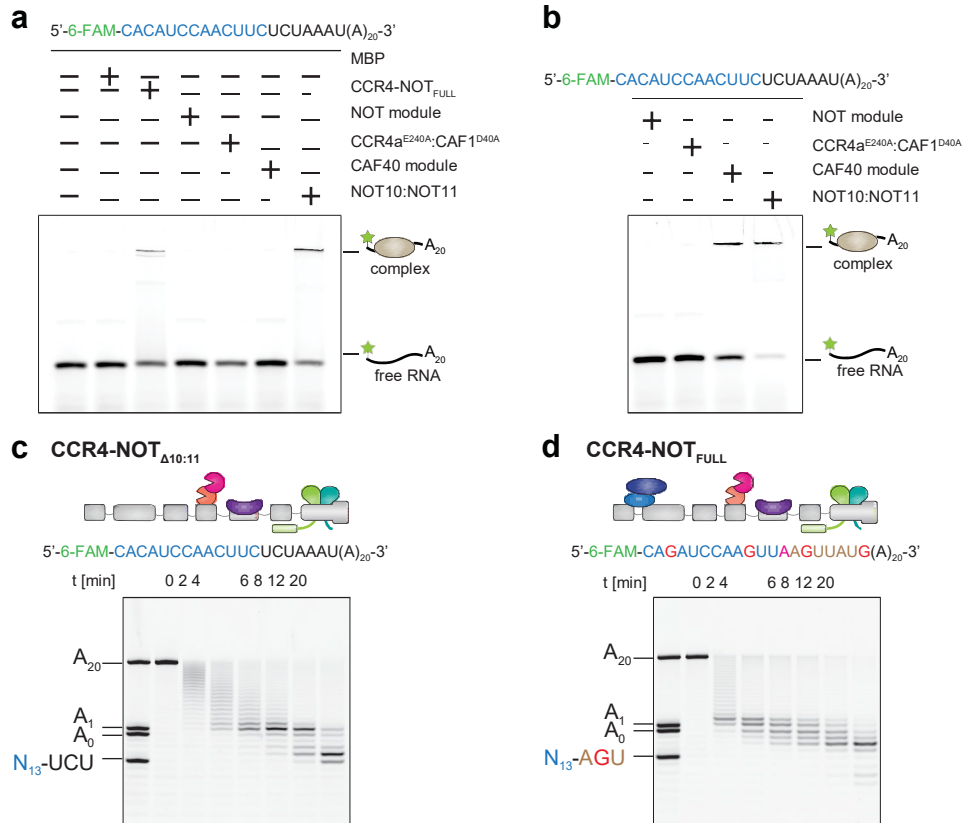 a
5'-6-FAM-CACAUCCAACUUCUCUAAAU(A)20-3'
MBP
CCR4-NOTFULL
NOT module
CCR4aE240A:CAF1D40A
CAF40 module
NOT10:NOT11
A20
complex
A20
free RNA
b
5'-6-FAM-CACAUCCAACUUCUCUAAAU(A)20-3'
NOT module
CCR4aE240A:CAF1D40A
CAF40 module
NOT10:NOT11
A20
complex
A20
free RNA
c CCR4-NOTΔ10:11
5'-6-FAM-CACAUCCAACUUCUCUAAAU(A)20-3'
t [min] 0 2 4 6 8 12 20
A20
A1
A0
N13-UCU
d CCR4-NOTFULL
5'-6-FAM-CAGAUCCAAGUUAAGUUAUG(A)20-3'
t [min] 0 2 4 6 8 12 20
A20
A1
A0
N13-AGU